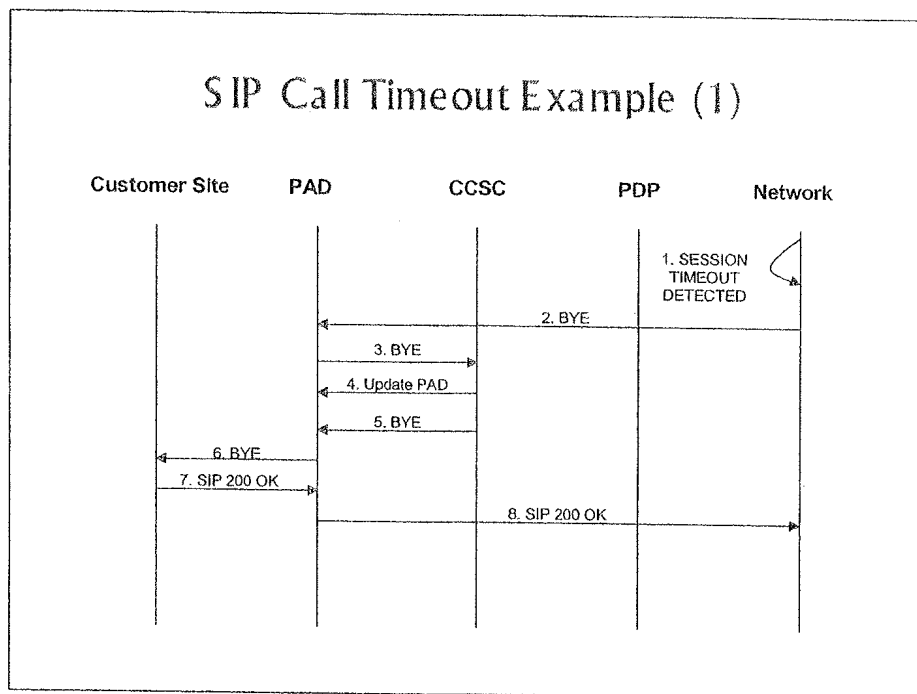 SIP Call Timeout Example (1)
Customer Site
PAD
CCSC
PDP
Network
1. SESSION
TIMEOUT
DETECTED
2. BYE
3. BYE
4. Update PAD
5. BYE
6. BYE
7. SIP 200 OK
8. SIP 200 OK